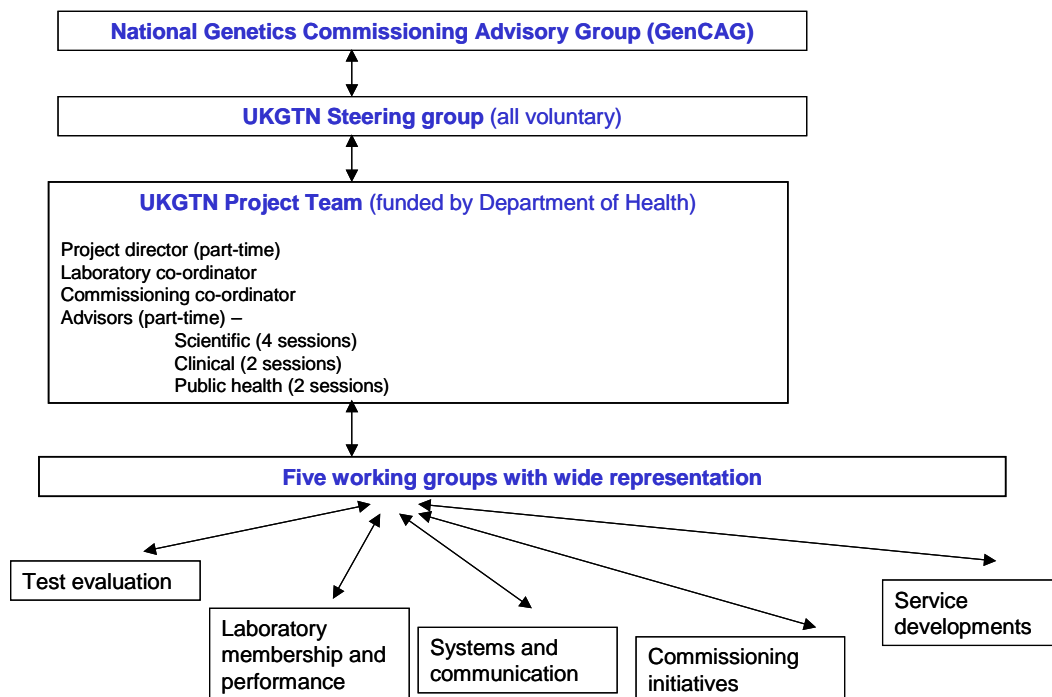 National Genetics Commissioning Advisory Group (GenCAG)
UKGTN Steering group (all voluntary)
UKGTN Project Team (funded by Department of Health)
Project director (part-time)
Laboratory co-ordinator
Commissioning co-ordinator
Advisors (part-time) –
Scientific (4 sessions)
Clinical (2 sessions)
Public health (2 sessions)
Five working groups with wide representation
Test evaluation
Laboratory
membership and
performance
Systems and
communication
Commissioning
initiatives
Service
developments